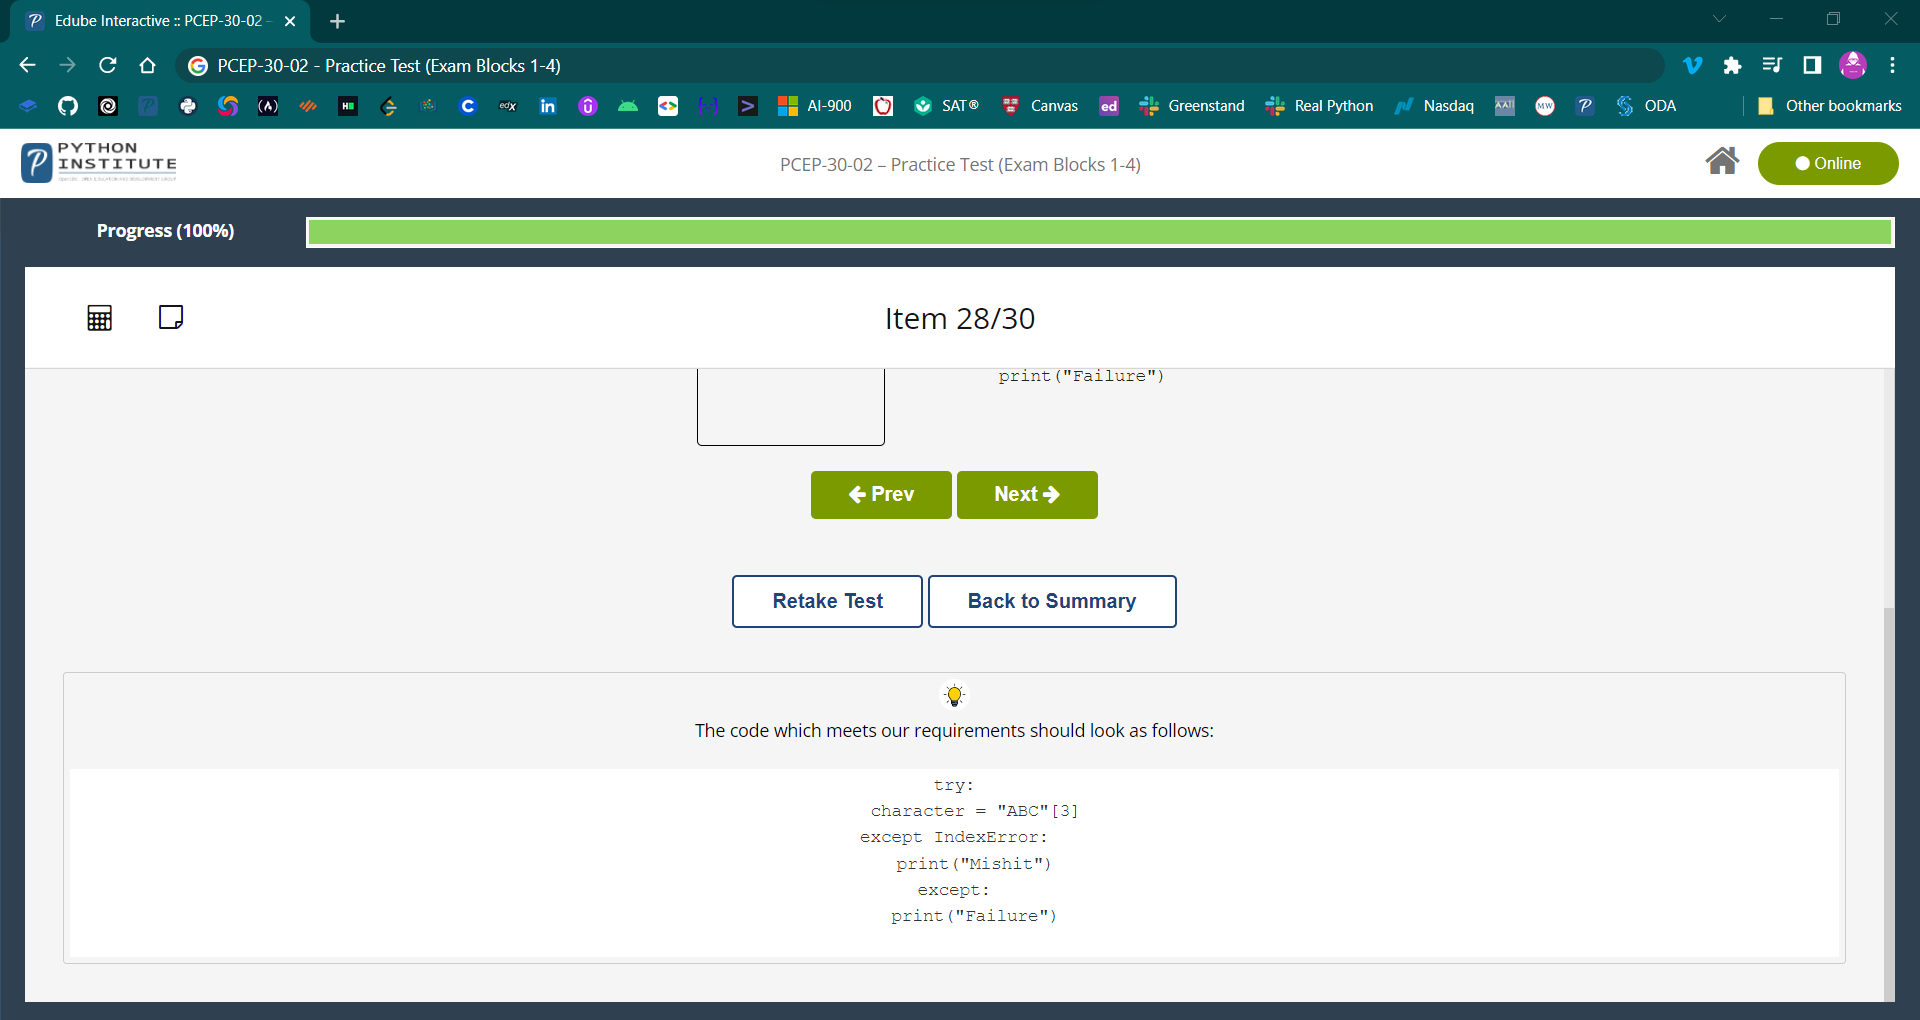 Edube Interactive :: PCEP-30-02 -
PCEP-30-02 - Practice Test (Exam Blocks 1-4)
AI-900
SAT®
Canvas
ed
Greenstand
Real Python
Nasdaq
MW
ODA
Other bookmarks
PYTHON
INSTITUTE
PCEP-30-02 – Practice Test (Exam Blocks 1-4)
Online
Progress (100%)
Item 28/30
print("Failure")
Prev
Next
Retake Test
Back to Summary
The code which meets our requirements should look as follows:
try:
character = "ABC"[3]
except IndexError:
print("Mishit")
except:
print("Failure")